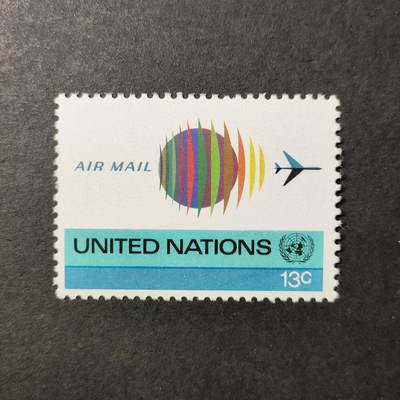 AIR MAIL
UNITED NATIONS
13c